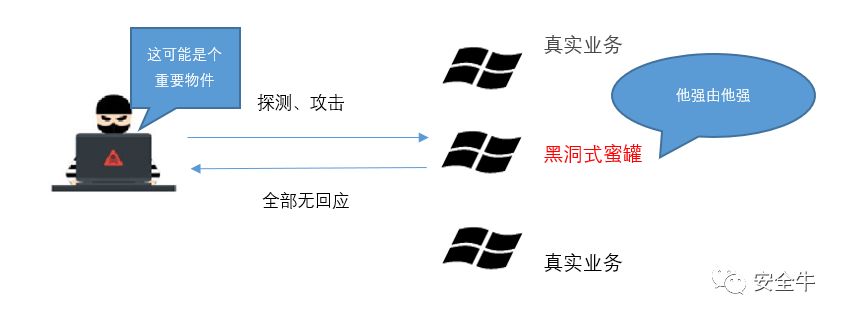 这可能是个
重要物件
探测、攻击
全部无回应
真实业务
他强由他强
黑洞式蜜罐
真实业务
安全牛